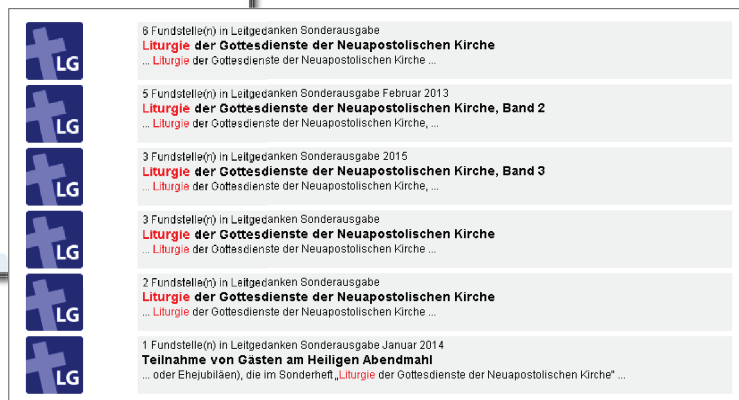 LG
6 Fundstelle(n) in Leitgedanken Sonderausgabe
Liturgie der Gottesdienste der Neuapostolischen Kirche
... Liturgie der Gottesdienste der Neuapostolischen Kirche ...
LG
5 Fundstelle(n) in Leitgedanken Sonderausgabe Februar 2013
Liturgie der Gottesdienste der Neuapostolischen Kirche, Band 2
... Liturgie der Gottesdienste der Neuapostolischen Kirche, ...
LG
3 Fundstelle(n) in Leitgedanken Sonderausgabe 2015
Liturgie der Gottesdienste der Neuapostolischen Kirche, Band 3
... Liturgie der Gottesdienste der Neuapostolischen Kirche, ...
LG
3 Fundstelle(n) in Leitgedanken Sonderausgabe
Liturgie der Gottesdienste der Neuapostolischen Kirche
... Liturgie der Gottesdienste der Neuapostolischen Kirche ...
LG
2 Fundstelle(n) in Leitgedanken Sonderausgabe
Liturgie der Gottesdienste der Neuapostolischen Kirche
... Liturgie der Gottesdienste der Neuapostolischen Kirche ...
LG
1 Fundstelle(n) in Leitgedanken Sonderausgabe Januar 2014
Teilnahme von Gästen am Heiligen Abendmahl
... oder Ehejubiläen), die im Sonderheft „Liturgie der Gottesdienste der Neuapostolischen Kirche" ...